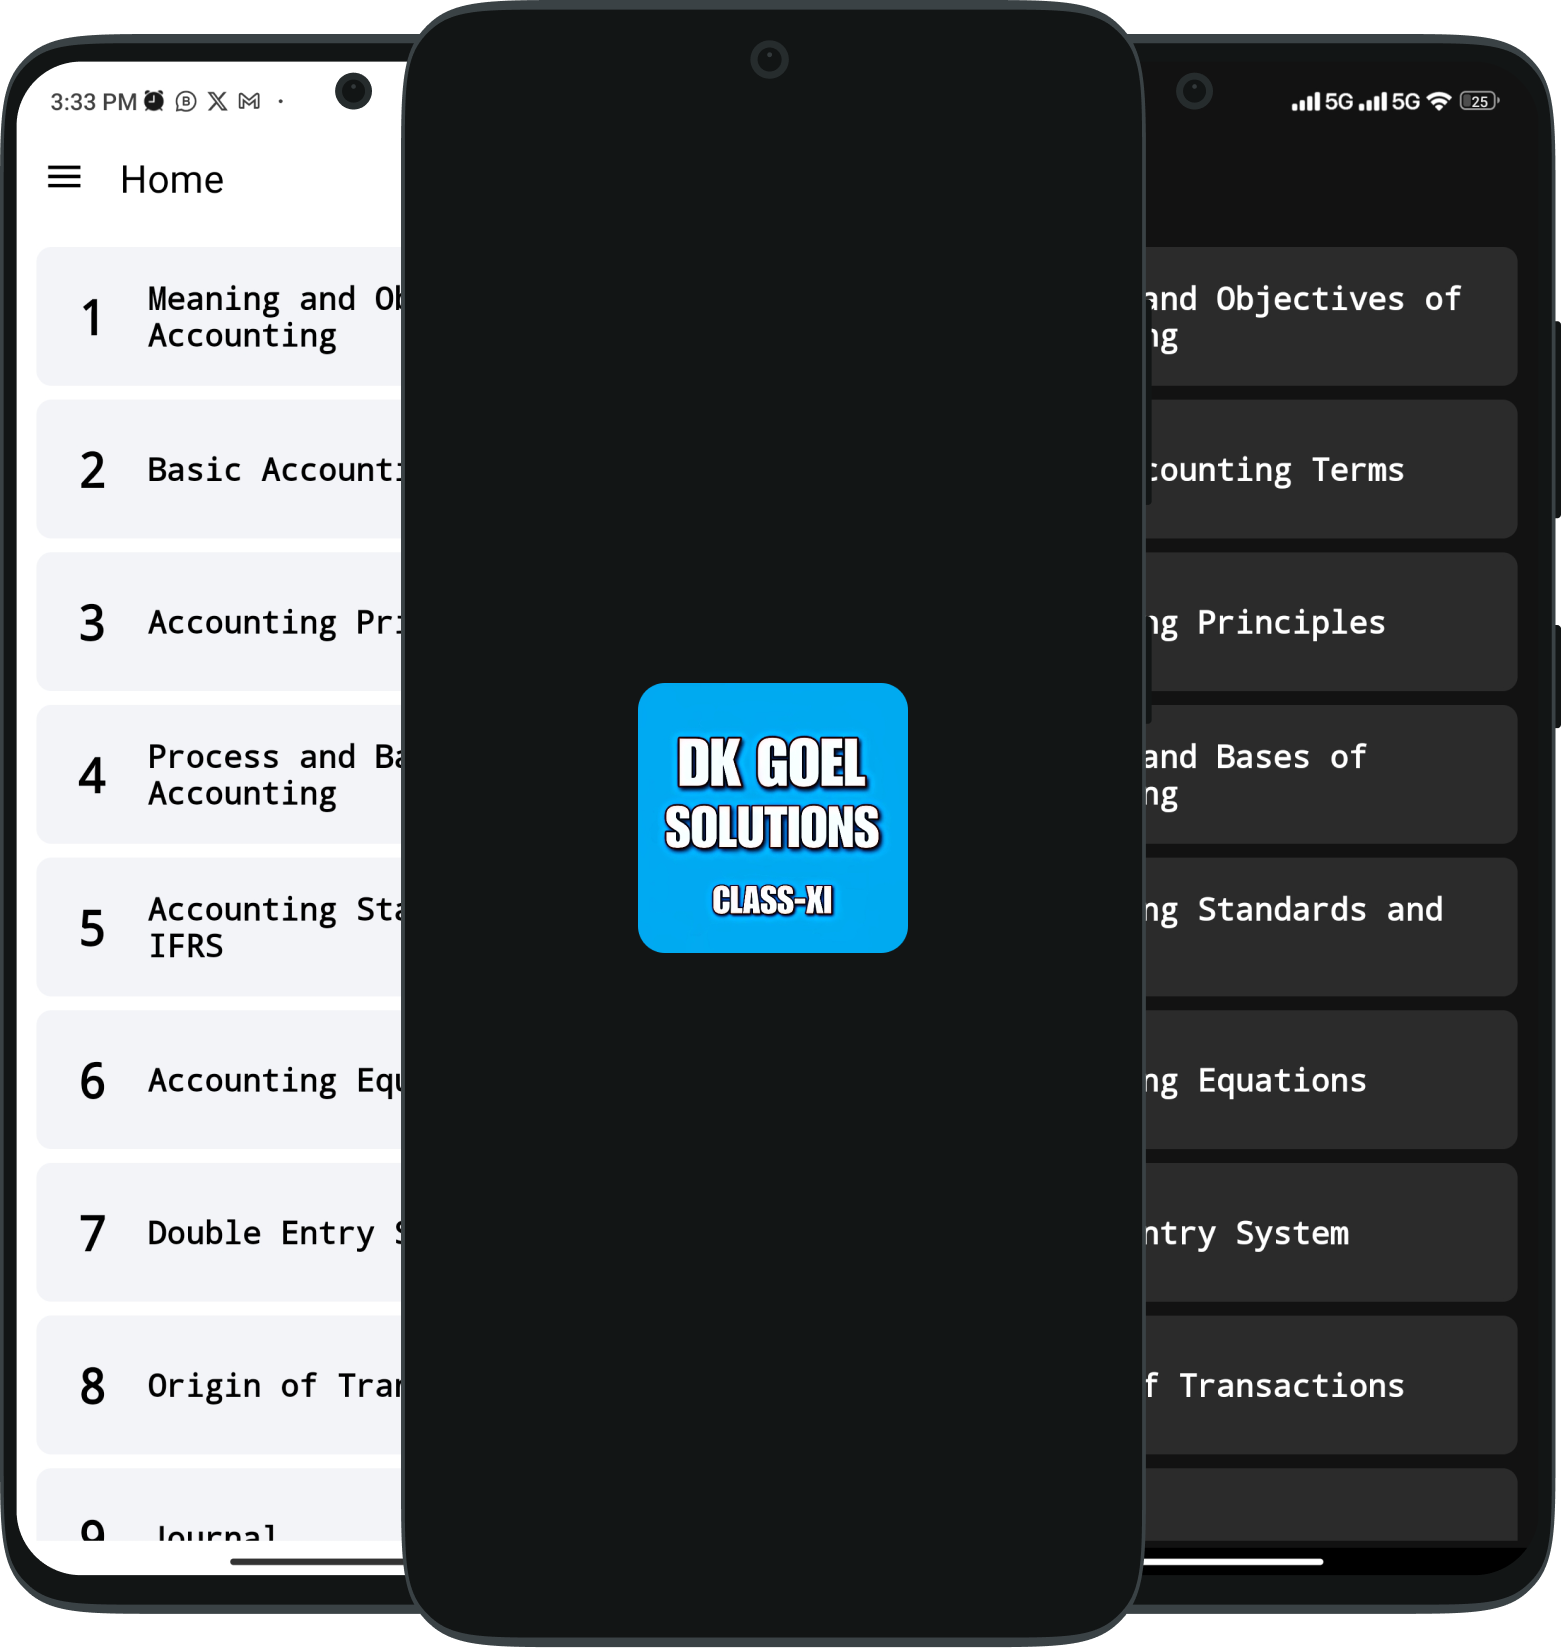 3:33 PM
Home
1
Meaning and Ob
Accounting
2
Basic Accounti
3
Accounting Pri
4
Process and Ba
Accounting
5
Accounting Sta
IFRS
6
Accounting Equ
7
Double Entry S
8
Origin of Tran
9
Journal
DK GOEL
SOLUTIONS
CLASS-XI
5G 5G 25
and Objectives of
ng
counting Terms
ng Principles
and Bases of
ng
ng Standards and
ng Equations
ntry System
f Transactions